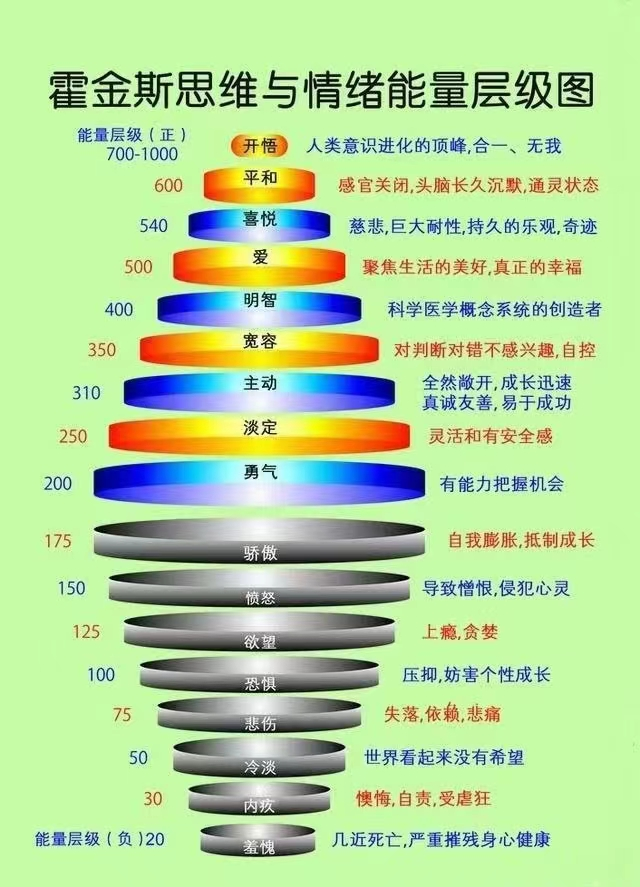 霍金斯思维与情绪能量层级图
能量层级（正）
700-1000 开悟 人类意识进化的顶峰,合一、无我
600 平和 感官关闭,头脑长久沉默,通灵状态
540 喜悦 慈悲,巨大耐性,持久的乐观,奇迹
500 爱 聚焦生活的美好,真正的幸福
400 明智 科学医学概念系统的创造者
350 宽容 对判断对错不感兴趣,自控
310 主动 全然敞开,成长迅速
真诚友善,易于成功
250 淡定 灵活和有安全感
200 勇气 有能力把握机会
175 骄傲 自我膨胀,抵制成长
150 愤怒 导致憎恨,侵犯心灵
125 欲望 上瘾,贪婪
100 恐惧 压抑,妨害个性成长
75 悲伤 失落,依赖,悲痛
50 冷淡 世界看起来没有希望
30 内疚 懊悔,自责,受虐狂
能量层级（负）20 羞愧 几近死亡,严重摧残身心健康